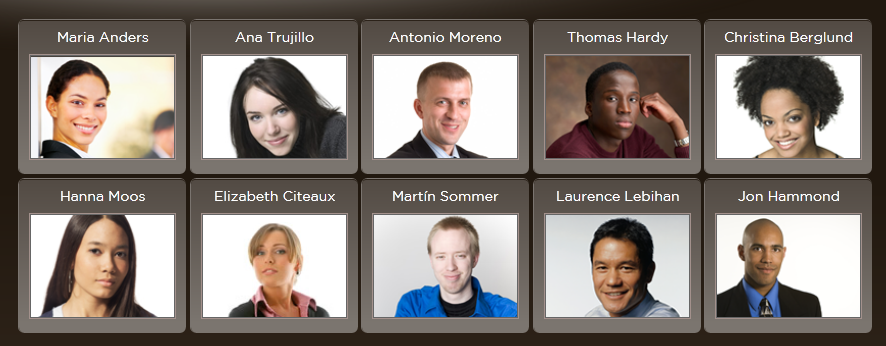 Maria Anders
Ana Trujillo
Antonio Moreno
Thomas Hardy
Christina Berglund
Hanna Moos
Elizabeth Citeaux
Martín Sommer
Laurence Lebihan
Jon Hammond